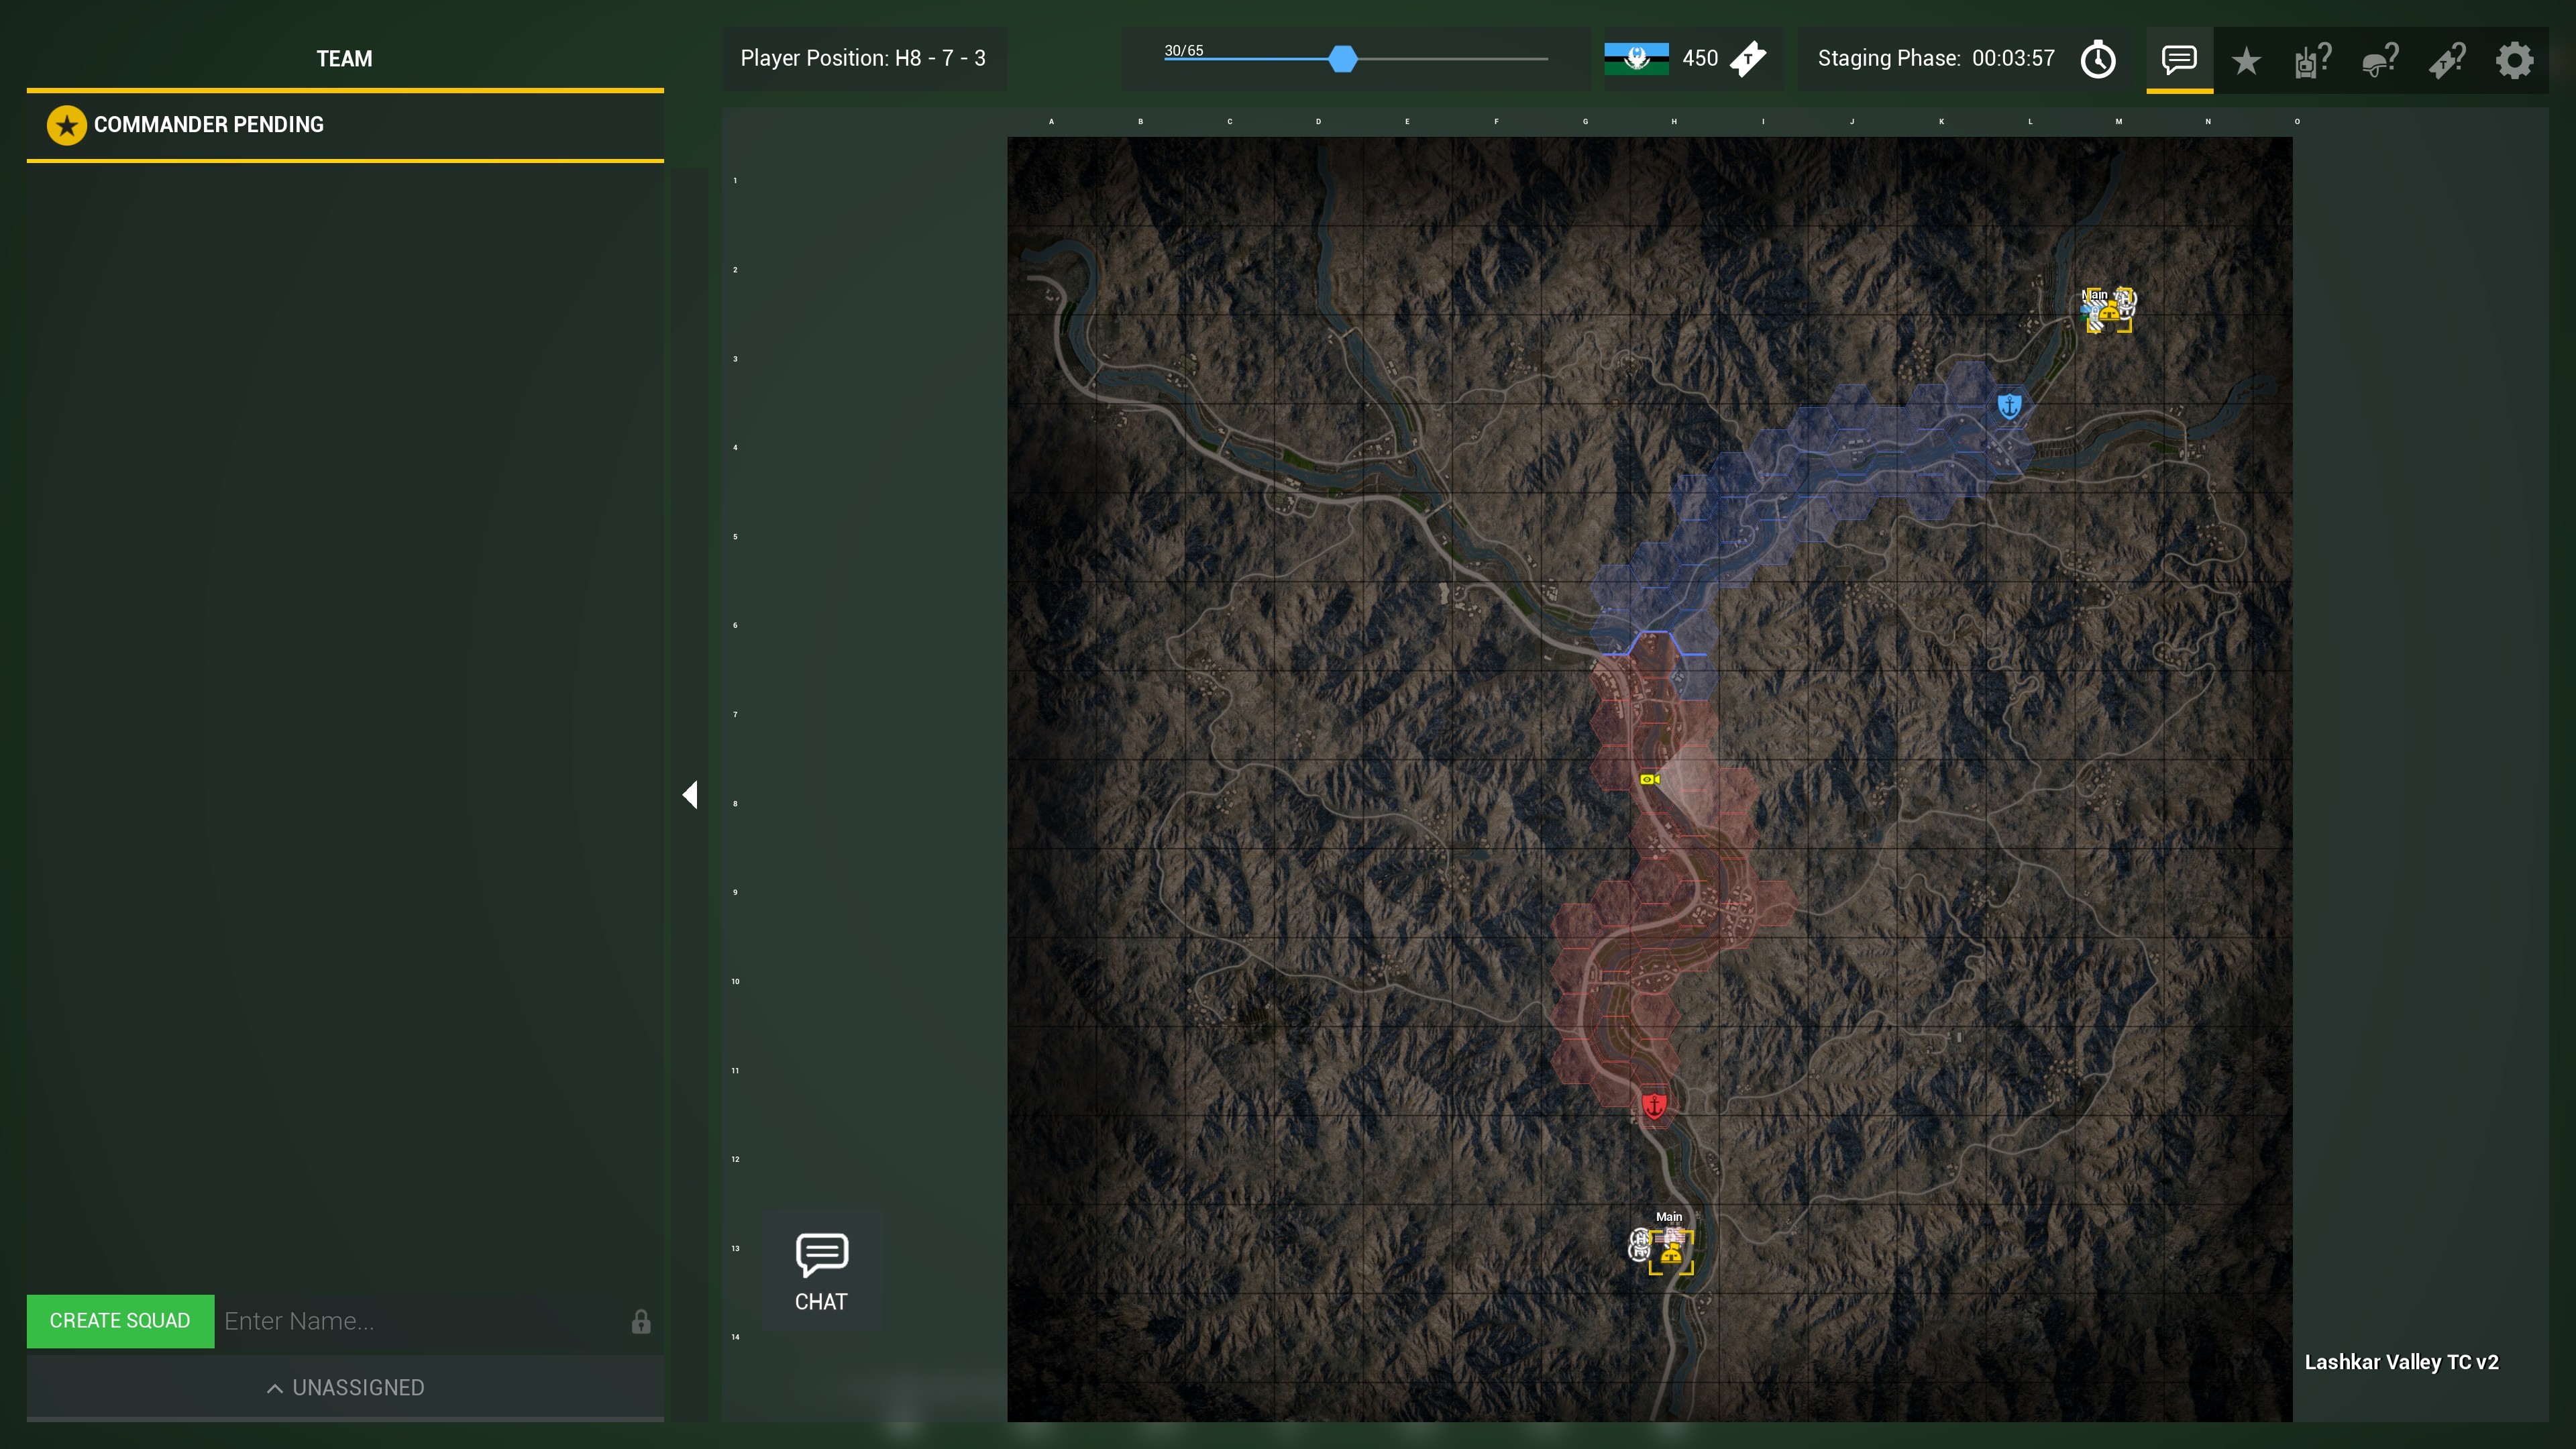 TEAM
COMMANDER PENDING
Player Position: H8 - 7 - 3
30/65
450
T
Staging Phase: 00:03:57
?
?
T?
A B C D E F G H I J K L M N O
1
2
3
4
5
6
7
8
9
10
11
12
13
14
Main
Main
CHAT
CREATE SQUAD
Enter Name...
UNASSIGNED
Lashkar Valley TC v2